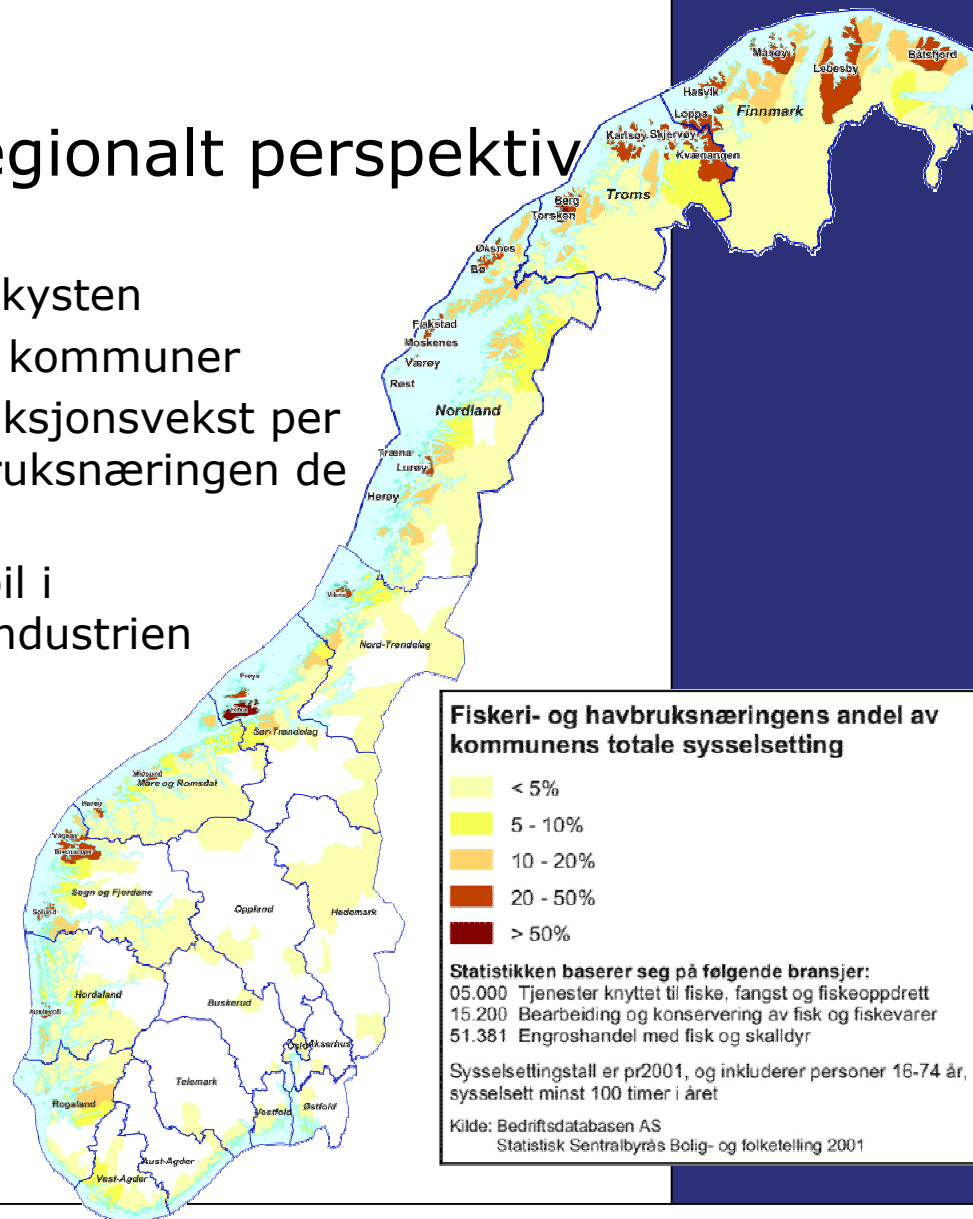 egionalt perspektiv
kysten
kommuner
ksjonsvekst per
ruksnæringen de
il i
ndustrien
Måsøy
Båtsfjord
Lebesby
Hasvik
Finnmark
Loppa
Karlsøy
Skjervøy
Kvænangen
Troms
Berg
Torsken
Øksnes
Bø
Flakstad
Moskenes
Værøy
Røst
Nordland
Træna
Lurøy
Herøy
Vikna
Nord-Trøndelag
Frøya
Sør-Trøndelag
Midsund
Møre og Romsdal
Herøy
Vågsøy
Bremanger
Sogn og Fjordane
Oppland
Hedemark
Solund
Hordaland
Buskerud
Austevoll
Oslo
Akershus
Telemark
Rogaland
Vestfold
Østfold
Aust-Agder
Vest-Agder
Fiskeri- og havbruksnæringens andel av
kommunens totale sysselsetting
< 5%
5 - 10%
10 - 20%
20 - 50%
> 50%
Statistikken baserer seg på følgende bransjer:
05.000 Tjenester knyttet til fiske, fangst og fiskeoppdrett
15.200 Bearbeiding og konservering av fisk og fiskevarer
51.381 Engroshandel med fisk og skalldyr
Sysselsettingstall er pr2001, og inkluderer personer 16-74 år,
sysselsett minst 100 timer i året
Kilde: Bedriftsdatabasen AS
Statistisk Sentralbyrås Bolig- og folketelling 2001